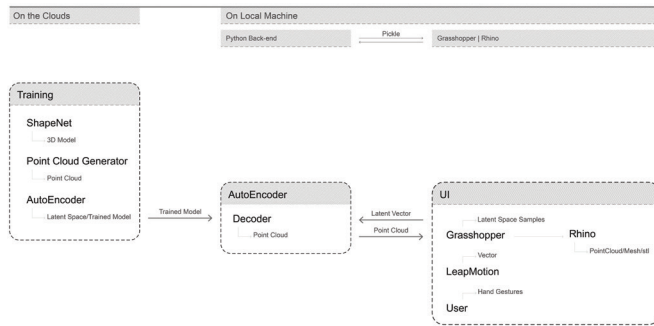 On the Clouds
On Local Machine
Python Back-end
Pickle
Grasshopper | Rhino
Training
ShapeNet
3D Model
Point Cloud Generator
Point Cloud
AutoEncoder
Latent Space/Trained Model
Trained Model
AutoEncoder
Decoder
Point Cloud
Latent Vector
Point Cloud
UI
Latent Space Samples
Grasshopper
Rhino
Vector
PointCloud/Mesh/stl
LeapMotion
Hand Gestures
User